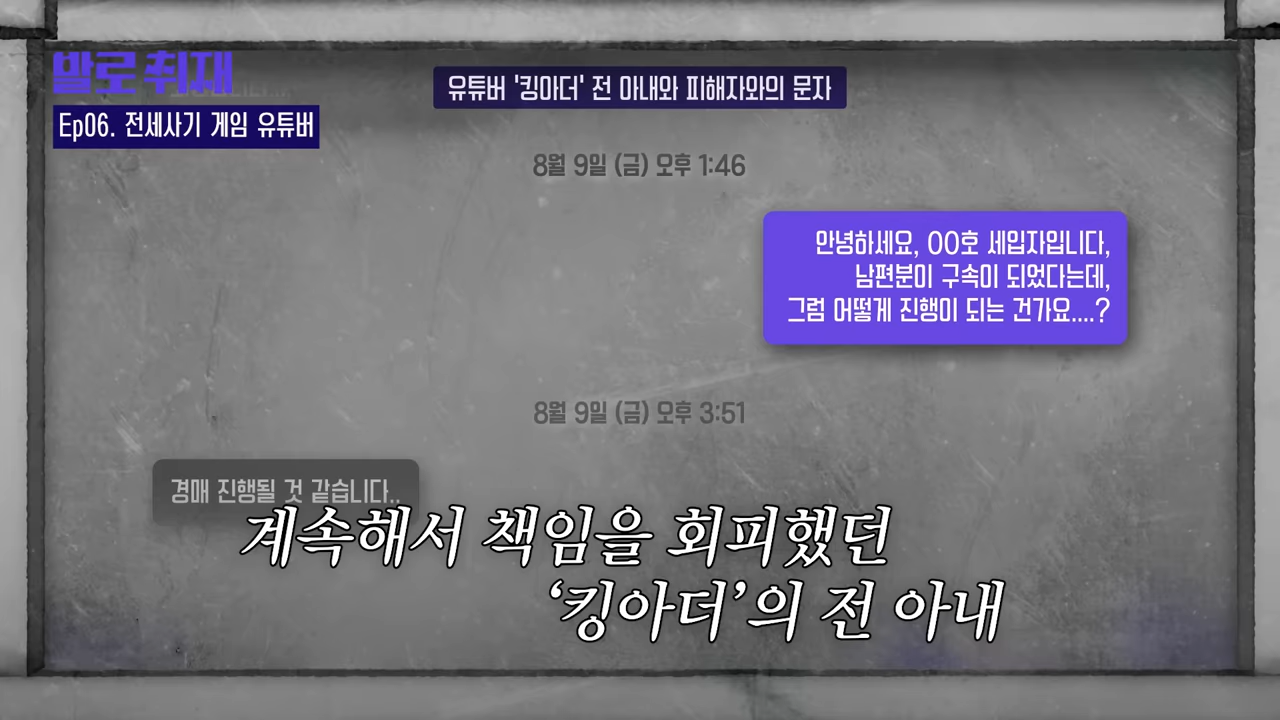 발로 취재
유튜버 '킹아더' 전 아내와 피해자와의 문자
Ep06. 전세사기 게임 유튜버
8월 9일 (금) 오후 1:46
안녕하세요, OO호 세입자입니다,
남편분이 구속이 되었다는데,
그럼 어떻게 진행이 되는 건가요....?
8월 9일 (금) 오후 3:51
경매 진행될 것 같습니다..
계속해서 책임을 회피했던
‘킹아더’의 전 아내